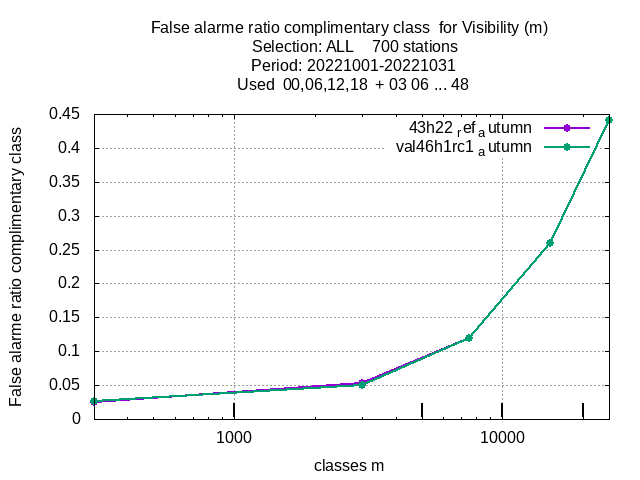 False alarme ratio complimentary class  for Visibility (m)
Selection: ALL    700 stations
Period: 20221001-20221031
Used  00,06,12,18  + 03 06 ... 48
0.45
0.4
0.35
0.3
0.25
0.2
0.15
0.1
0.05
0
False alarme ratio complimentary class
43h22 ref a utumn
val46h1rc1 a utumn
1000
10000
classes m